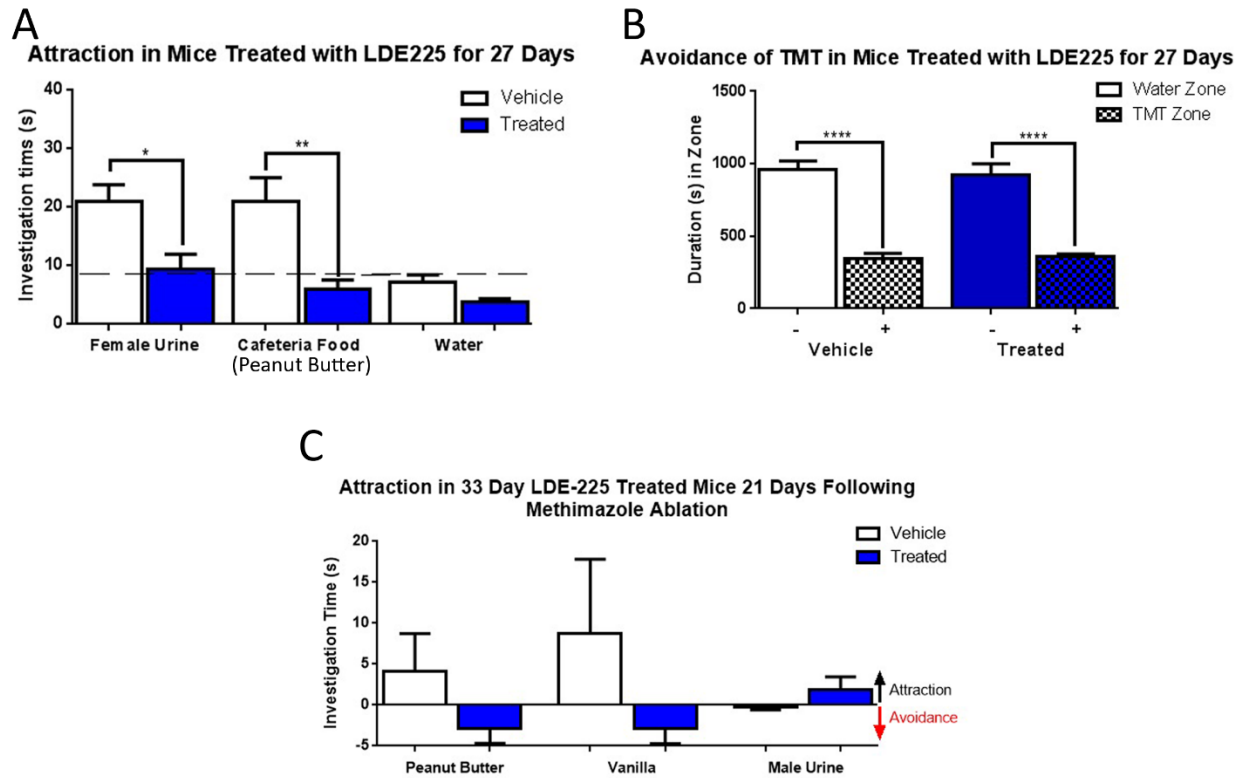 A
Attraction in Mice Treated with LDE225 for 27 Days
Investigation tims (s)
40
30
20
10
0
Vehicle
Treated
*
**
Female Urine
Cafeteria Food
(Peanut Butter)
Water
B
Avoidance of TMT in Mice Treated with LDE225 for 27 Days
Duration (s) in Zone
1500
1000
500
0
Water Zone
TMT Zone
****
****
- + - +
Vehicle Treated
C
Attraction in 33 Day LDE-225 Treated Mice 21 Days Following
Methimazole Ablation
Investigation Time (s)
20
15
10
5
0
-5
Vehicle
Treated
Attraction
Avoidance
Peanut Butter
Vanilla
Male Urine